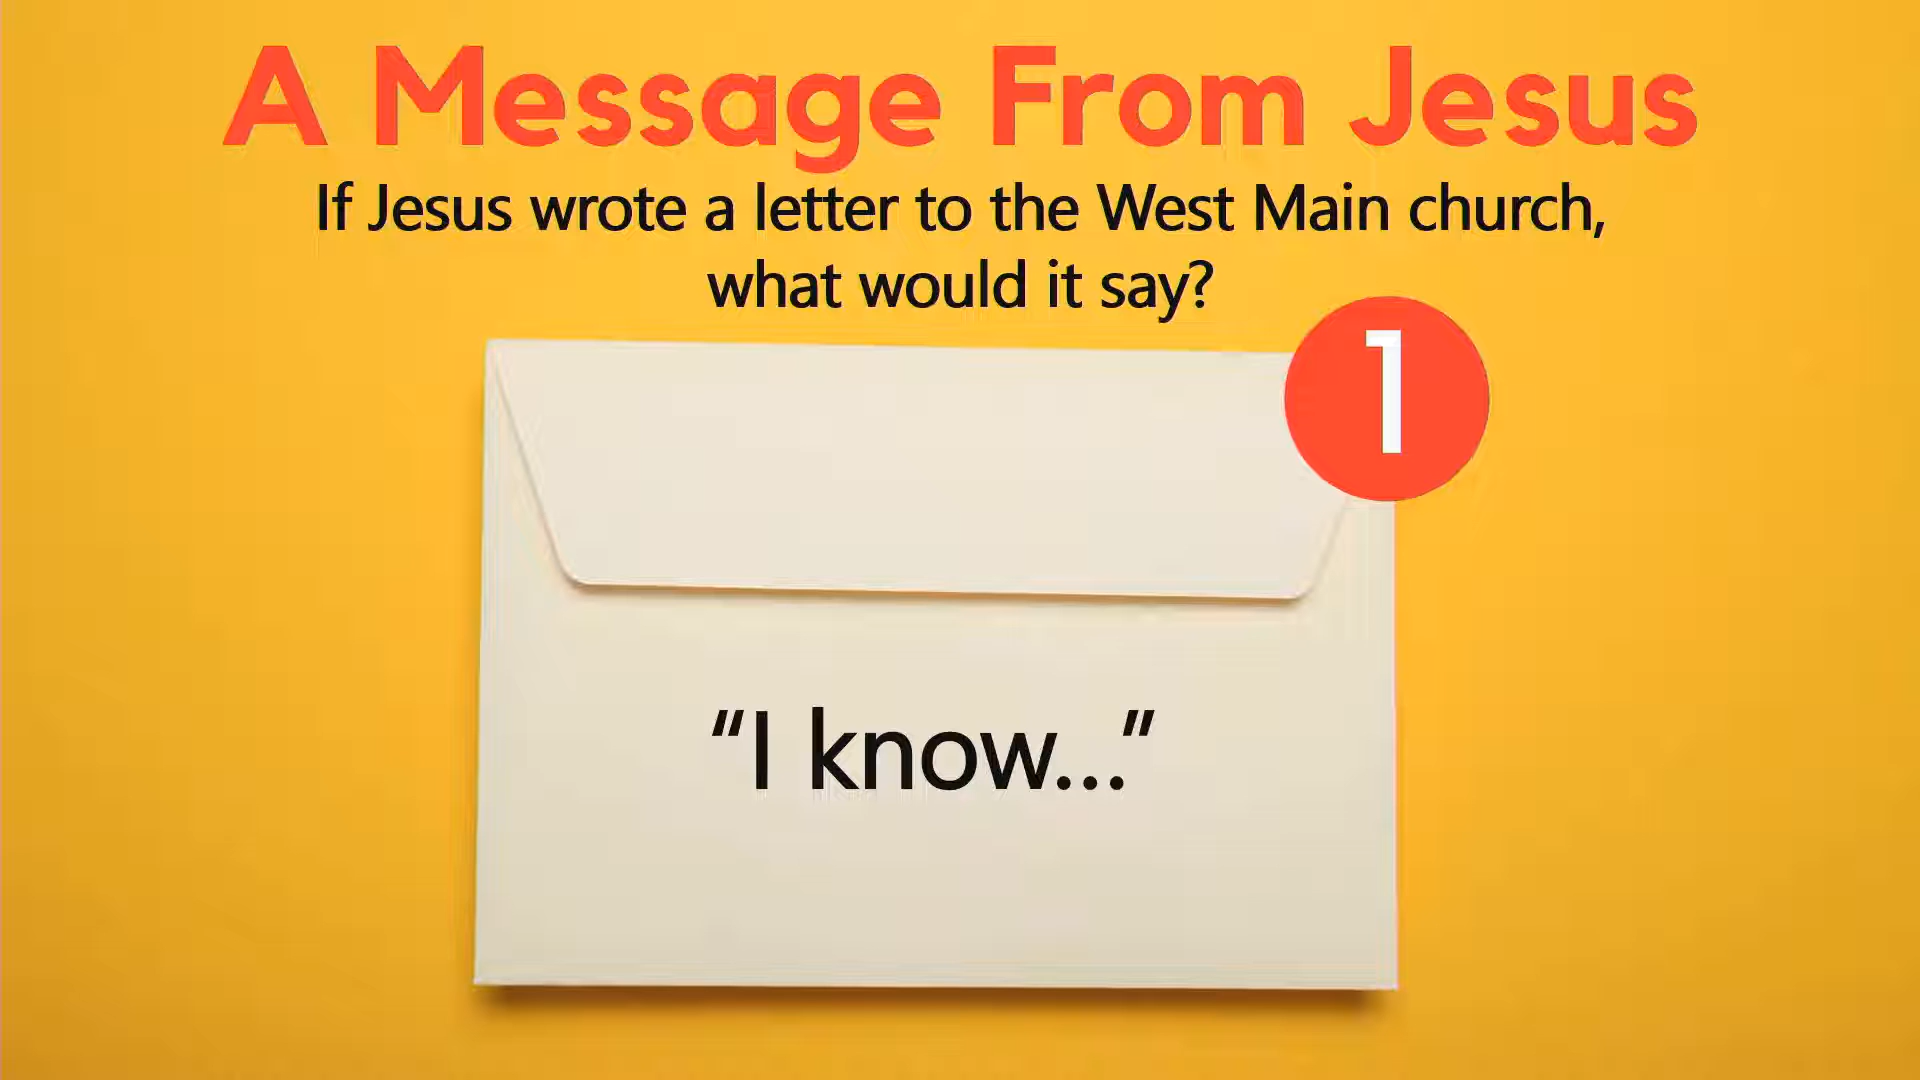 A Message From Jesus
If Jesus wrote a letter to the West Main church,
what would it say?
1
“I know...”